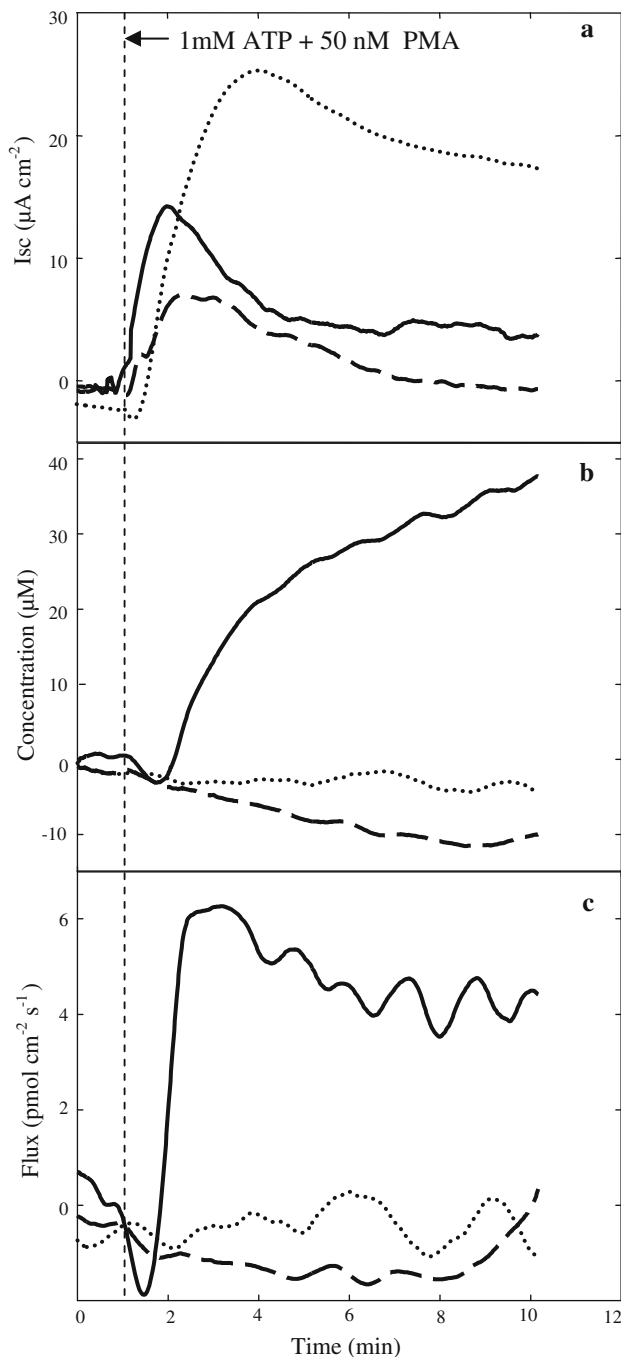 30
1mM ATP + 50 nM PMA
a
20
10
0
Isc (µA cm-2)
40
b
30
20
10
0
-10
Concentration (µM)
c
6
4
2
0
Flux (pmol cm-2 s-1)
0
2
4
6
8
10
12
Time (min)